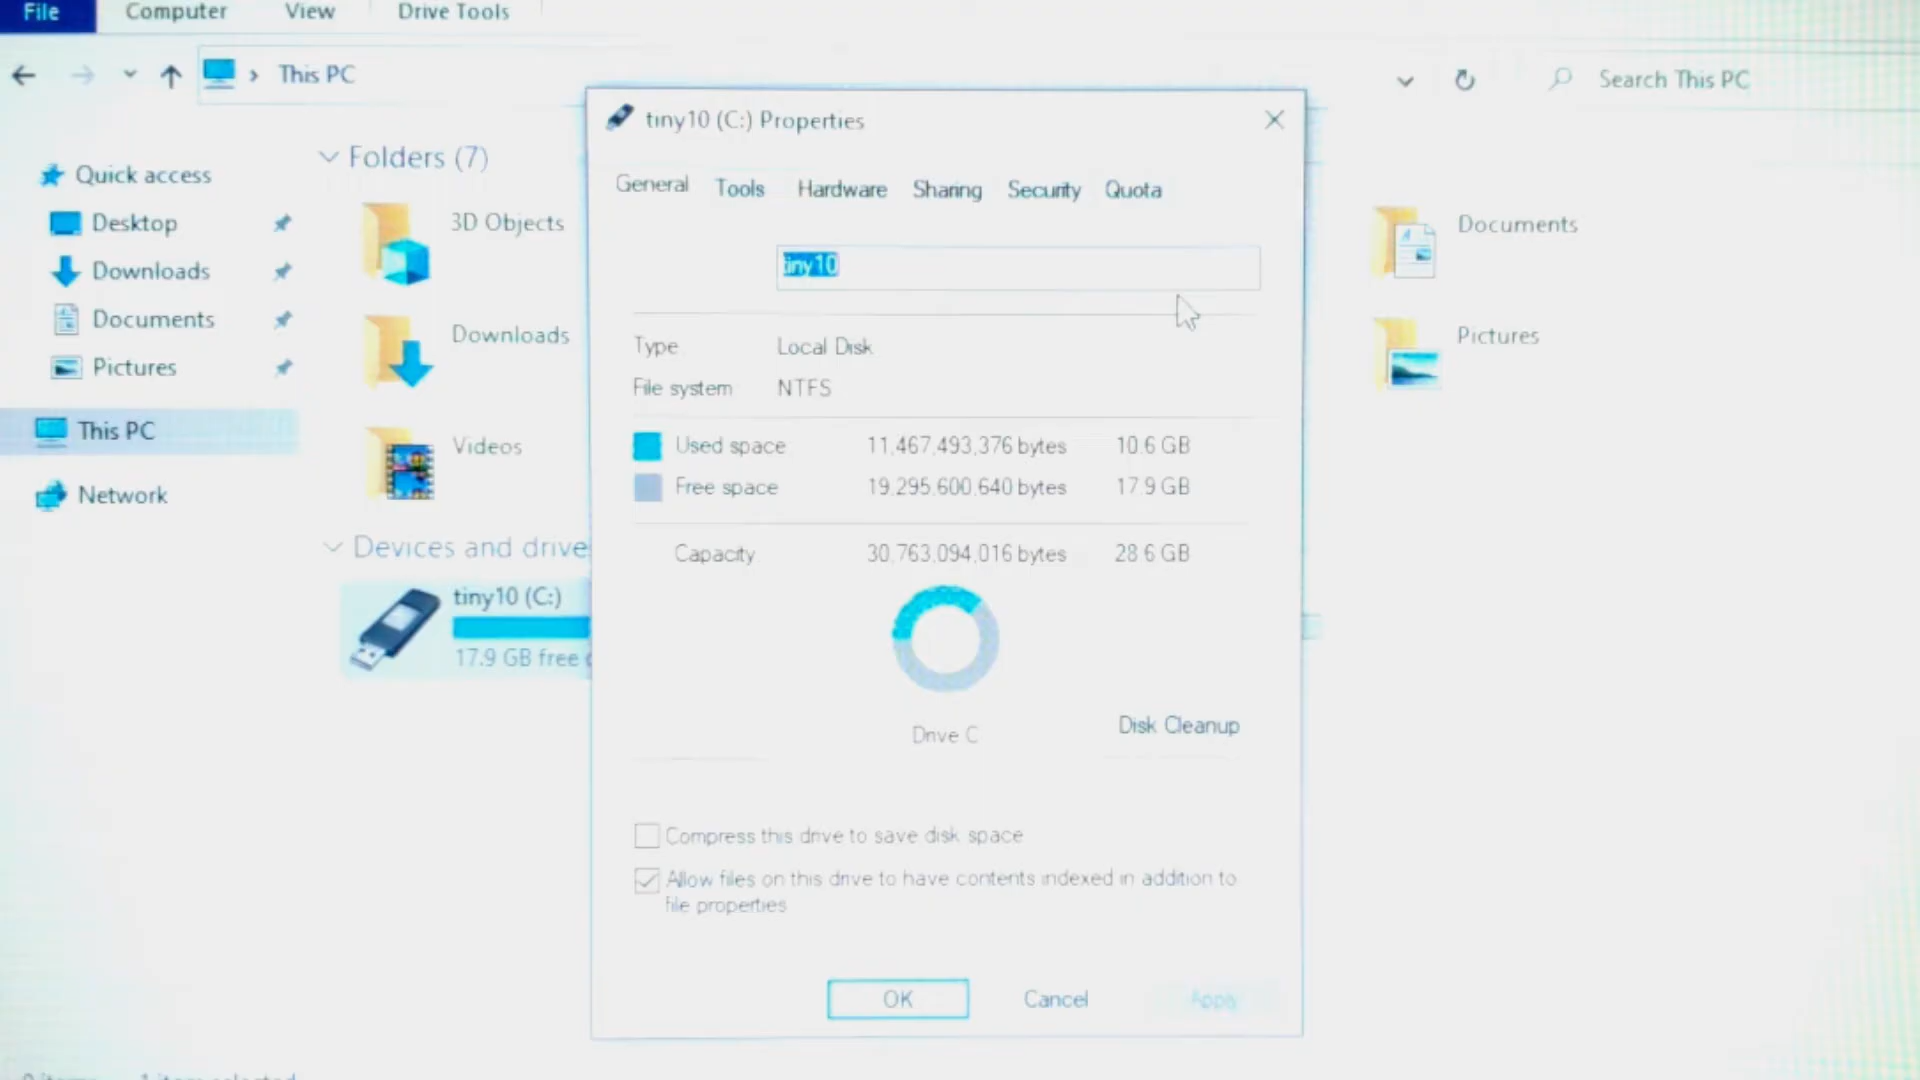 File Computer View Drive Tools
This PC
Search This PC
Quick access
Desktop
Downloads
Documents
Pictures
This PC
Network
Folders (7)
3D Objects
Downloads
Videos
Devices and drive
tiny10 (C:)
17.9 GB free
Documents
Pictures
tiny10 (C:) Properties
General Tools Hardware Sharing Security Quota
tiny10
Type Local Disk
File system NTFS
Used space 11,467,493,376 bytes 10.6 GB
Free space 19,295,600,640 bytes 17.9 GB
Capacity 30,763,094,016 bytes 28.6 GB
Drive C
Disk Cleanup
Compress this drive to save disk space
Allow files on this drive to have contents indexed in addition to
file properties
OK Cancel Apply
1 item selected